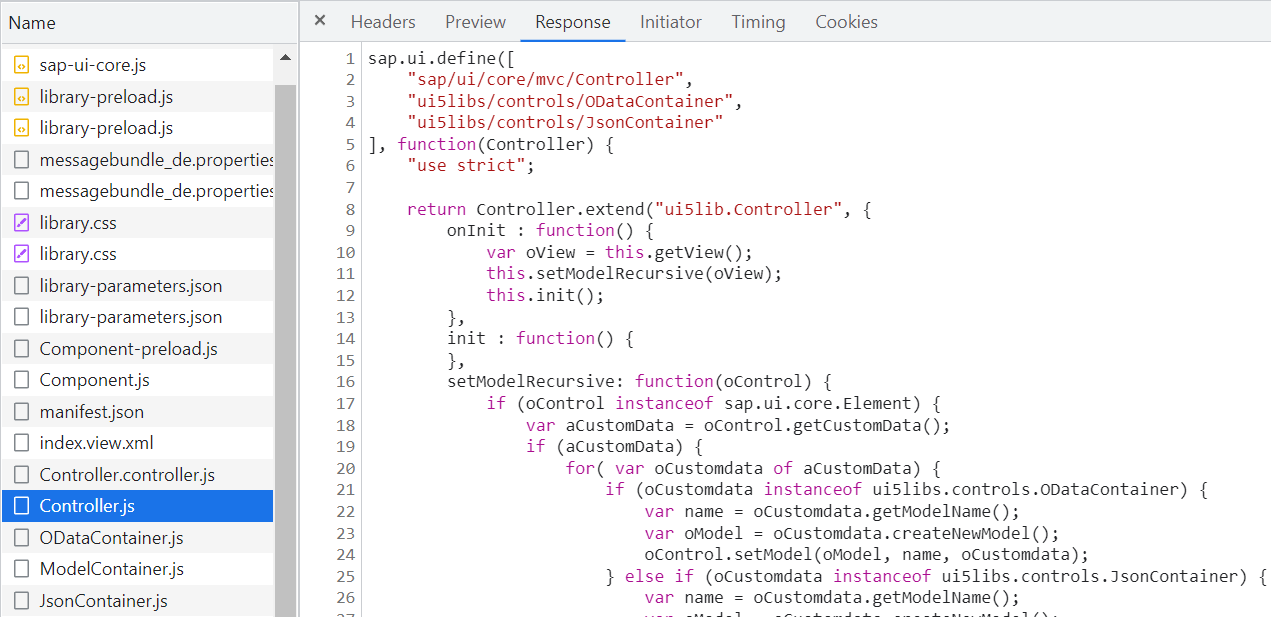 Name
sap-ui-core.js
library-preload.js
library-preload.js
messagebundle_de.properties
messagebundle_de.properties
library.css
library.css
library-parameters.json
library-parameters.json
Component-preload.js
Component.js
manifest.json
index.view.xml
Controller.controller.js
Controller.js
ODataContainer.js
ModelContainer.js
JsonContainer.js
× Headers Preview Response Initiator Timing Cookies
1 sap.ui.define([
2 "sap/ui/core/mvc/Controller",
3 "ui5libs/controls/ODataContainer",
4 "ui5libs/controls/JsonContainer"
5 ], function(Controller) {
6 "use strict";
7
8 return Controller.extend("ui5lib.Controller", {
9 onInit : function() {
10 var oView = this.getView();
11 this.setModelRecursive(oView);
12 this.init();
13 },
14 init : function() {
15 },
16 setModelRecursive: function(oControl) {
17 if (oControl instanceof sap.ui.core.Element) {
18 var aCustomData = oControl.getCustomData();
19 if (aCustomData) {
20 for( var oCustomdata of aCustomData) {
21 if (oCustomdata instanceof ui5libs.controls.ODataContainer) {
22 var name = oCustomdata.getModelName();
23 var oModel = oCustomdata.createNewModel();
24 oControl.setModel(oModel, name, oCustomdata);
25 } else if (oCustomdata instanceof ui5libs.controls.JsonContainer) {
26 var name = oCustomdata.getModelName();